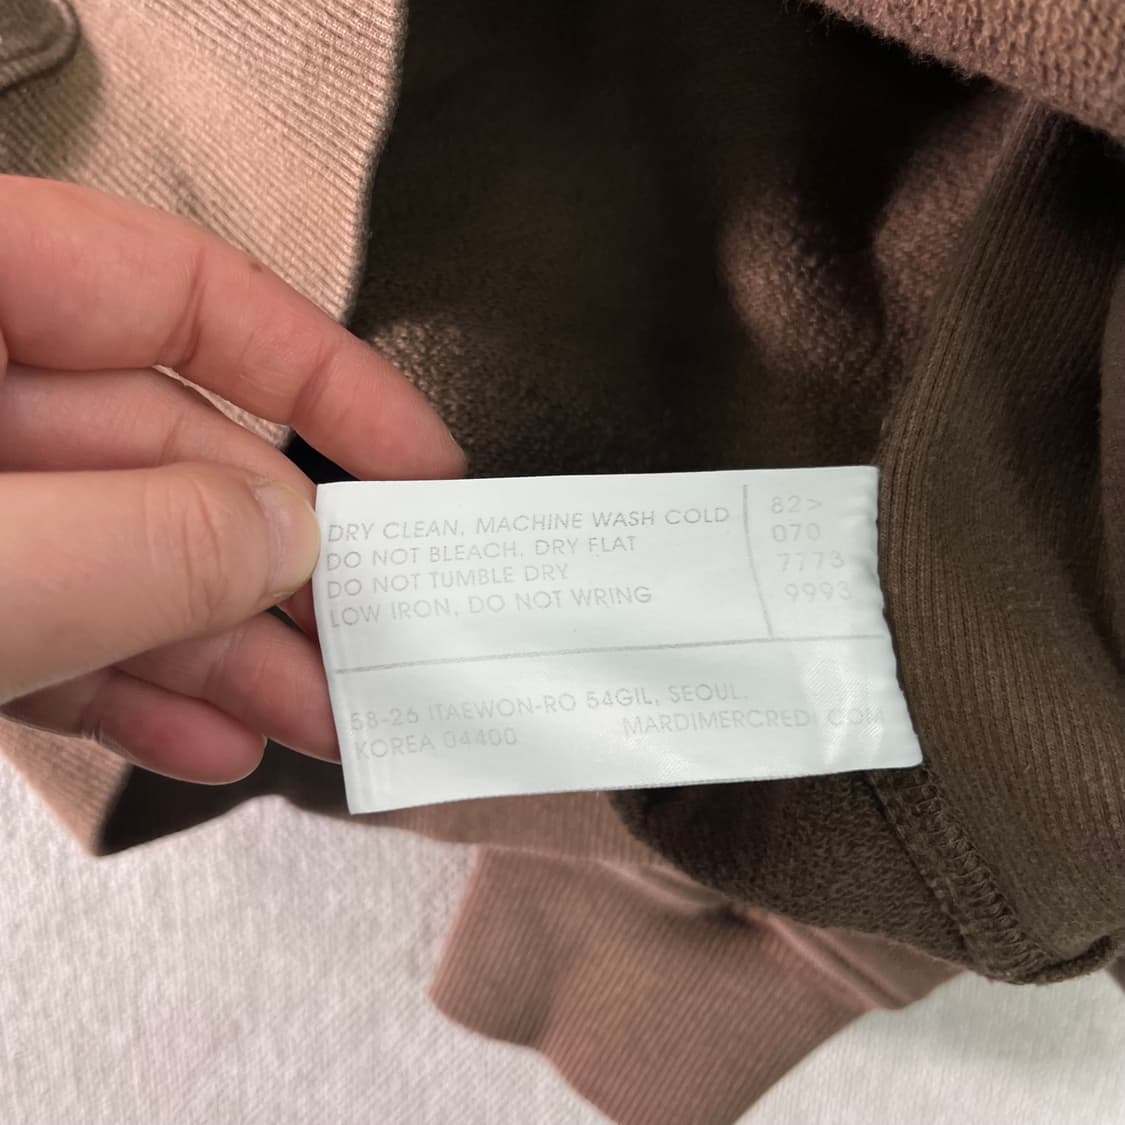 DRY CLEAN, MACHINE WASH COLD
DO NOT BLEACH. DRY FLAT
DO NOT TUMBLE DRY
LOW IRON, DO NOT WRING
82>
070
7773
9993
58-26 ITAEWON-RO 54GIL, SEOUL.
KOREA 04400
MARDIMERCREDI.COM